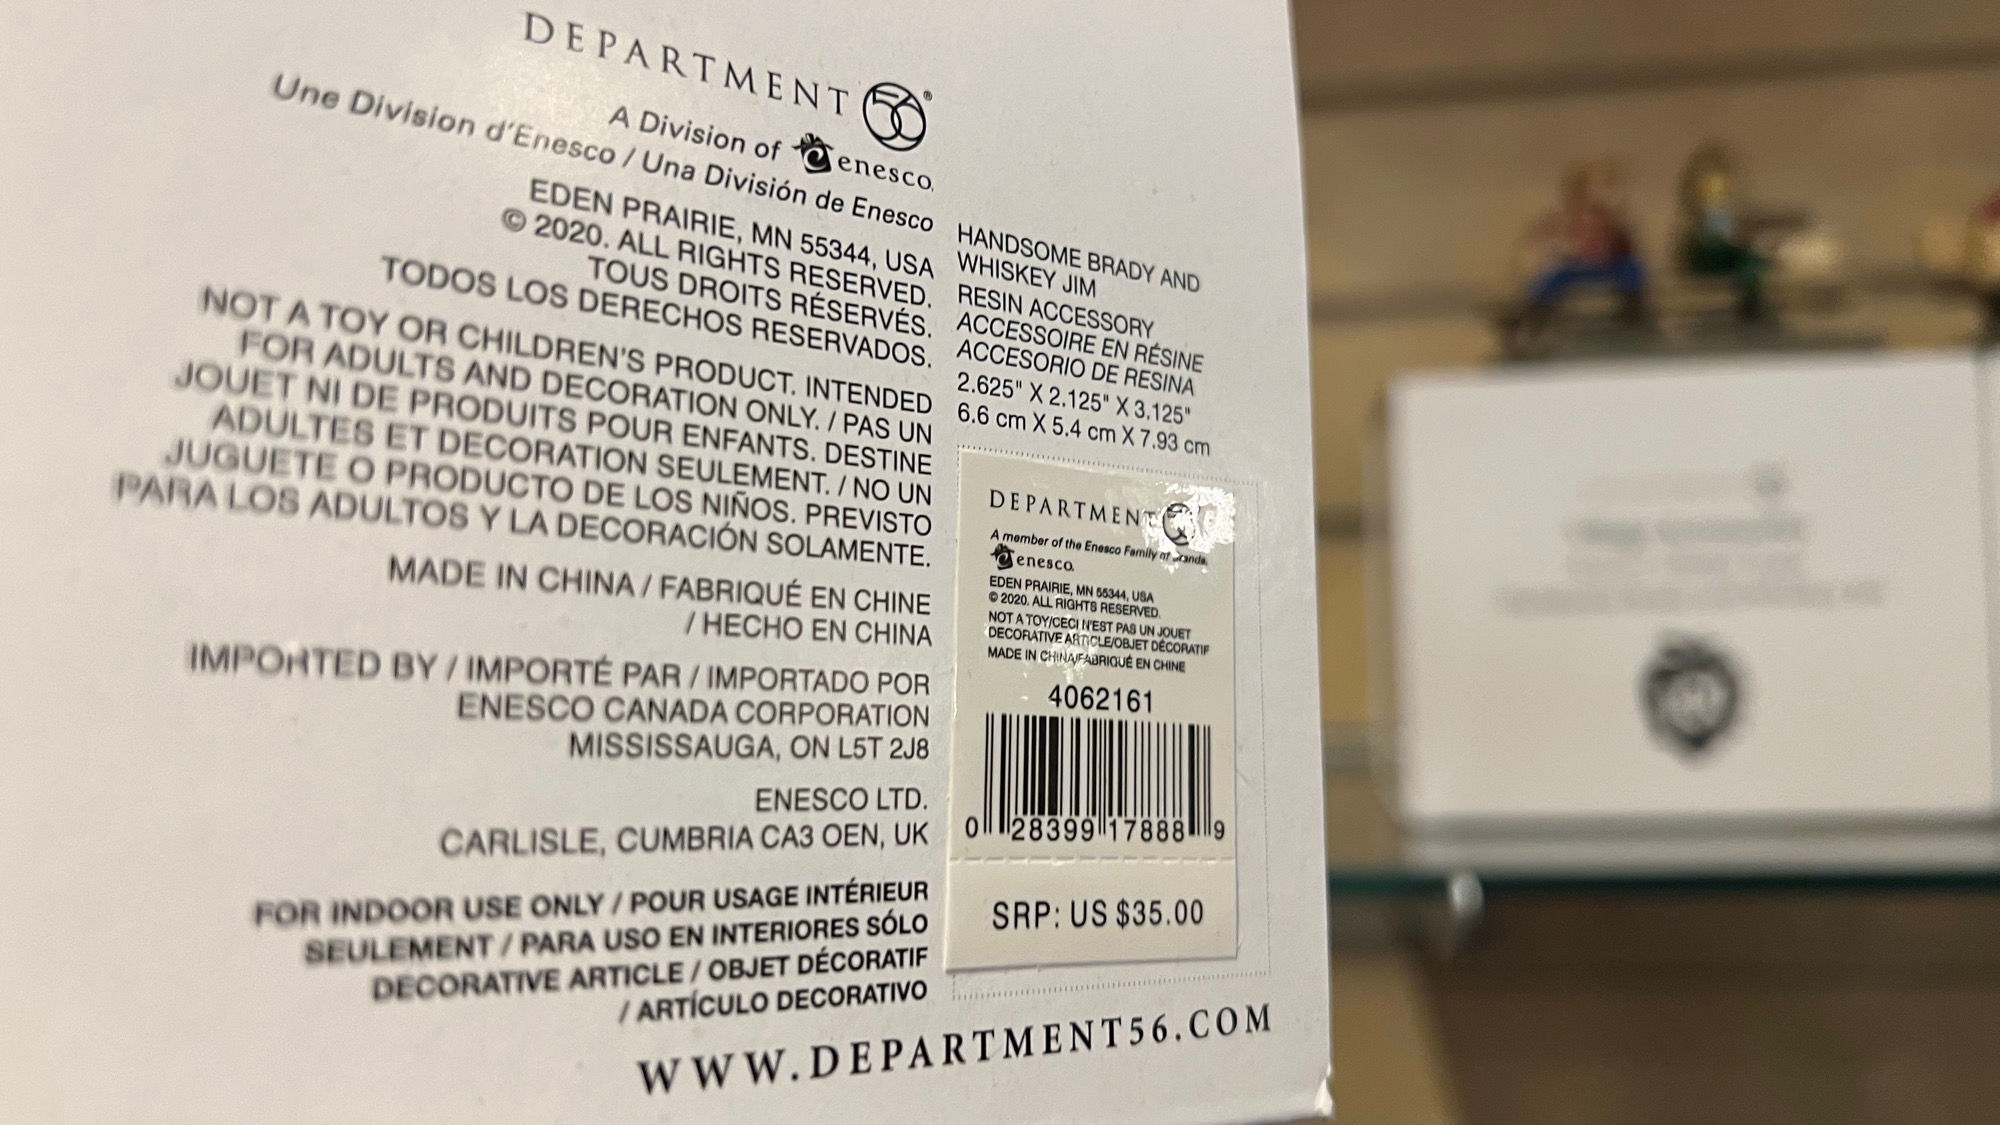 DEPARTMENT 56®
A Division of enesco.
Une Division d'Enesco / Una División de Enesco
EDEN PRAIRIE, MN 55344, USA
© 2020. ALL RIGHTS RESERVED.
TOUS DROITS RÉSERVÉS.
TODOS LOS DERECHOS RESERVADOS.
NOT A TOY OR CHILDREN'S PRODUCT. INTENDED
FOR ADULTS AND DECORATION ONLY. / PAS UN
JOUET NI DE PRODUITS POUR ENFANTS. DESTINE
ADULTES ET DECORATION SEULEMENT. / NO UN
JUGUETE O PRODUCTO DE LOS NIÑOS. PREVISTO
PARA LOS ADULTOS Y LA DECORACIÓN SOLAMENTE.
MADE IN CHINA / FABRIQUÉ EN CHINE
/ HECHO EN CHINA
IMPORTED BY / IMPORTÉ PAR / IMPORTADO POR
ENESCO CANADA CORPORATION
MISSISSAUGA, ON L5T 2J8
ENESCO LTD.
CARLISLE, CUMBRIA CA3 OEN, UK
FOR INDOOR USE ONLY / POUR USAGE INTÉRIEUR
SEULEMENT / PARA USO EN INTERIORES SÓLO
DECORATIVE ARTICLE / OBJET DÉCORATIF
/ ARTÍCULO DECORATIVO
HANDSOME BRADY AND
WHISKEY JIM
RESIN ACCESSORY
ACCESSOIRE EN RÉSINE
ACCESORIO DE RESINA
2.625" X 2.125" X 3.125"
6.6 cm X 5.4 cm X 7.93 cm
DEPARTMENT 56
A member of the Enesco Family of Brands.
enesco.
EDEN PRAIRIE, MN 55344, USA
© 2020. ALL RIGHTS RESERVED.
NOT A TOY/CECI N'EST PAS UN JOUET
DECORATIVE ARTICLE/OBJET DÉCORATIF
MADE IN CHINA/FABRIQUÉ EN CHINE
4062161
0 28399 17888 9
SRP: US $35.00
WWW.DEPARTMENT56.COM